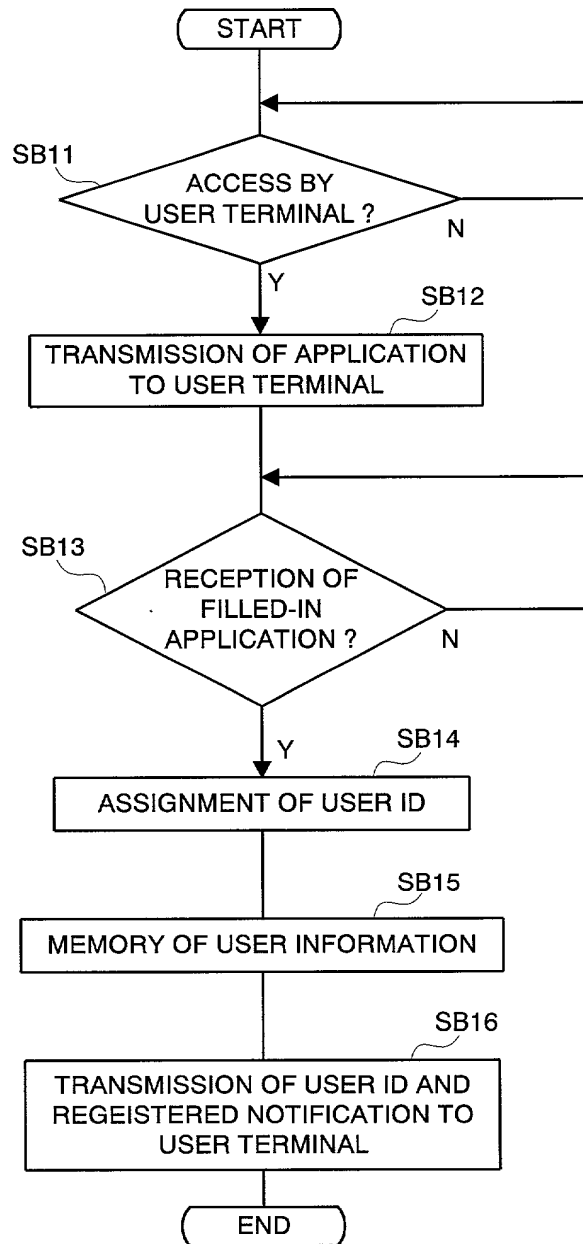 START
SB11
ACCESS BY
USER TERMINAL ?
N
Y
SB12
TRANSMISSION OF APPLICATION
TO USER TERMINAL
SB13
RECEPTION OF
FILLED-IN
APPLICATION ?
N
Y
SB14
ASSIGNMENT OF USER ID
SB15
MEMORY OF USER INFORMATION
SB16
TRANSMISSION OF USER ID AND
REGEISTERED NOTIFICATION TO
USER TERMINAL
END